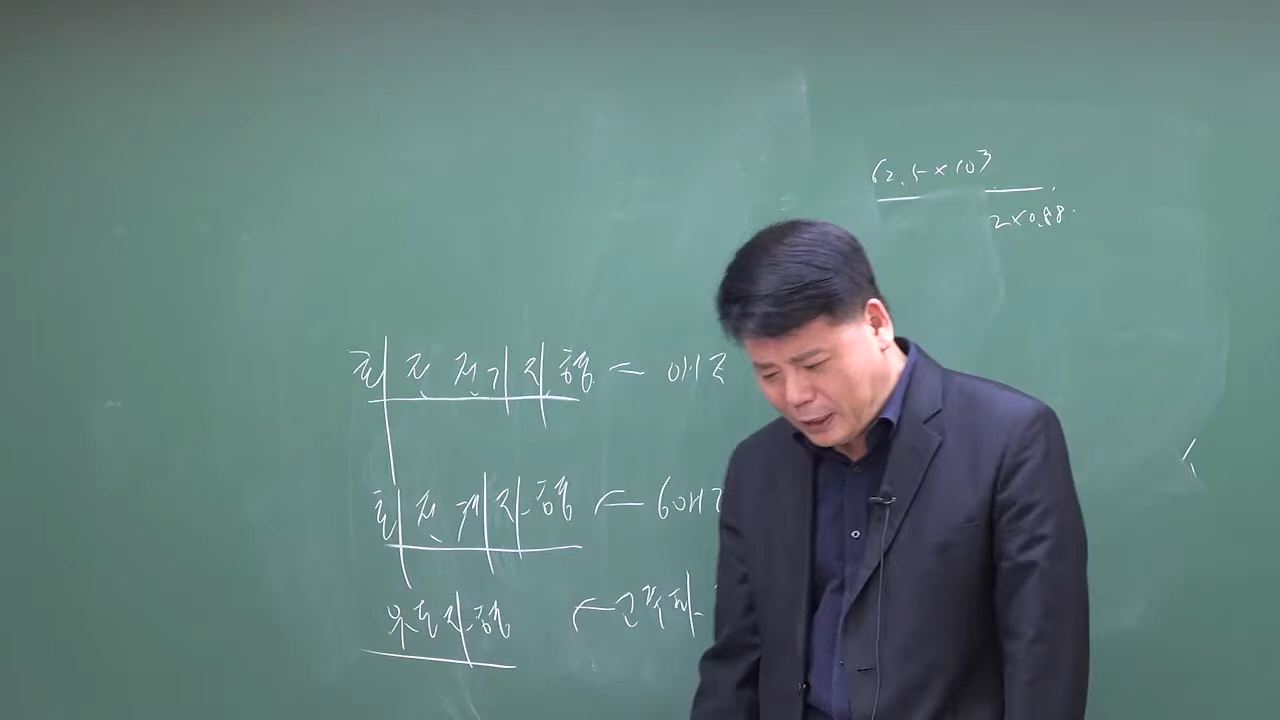 62.5×10³
2×0.88
회전전기자형 ←
회전계자형 ←
유도자형 ← 고주파